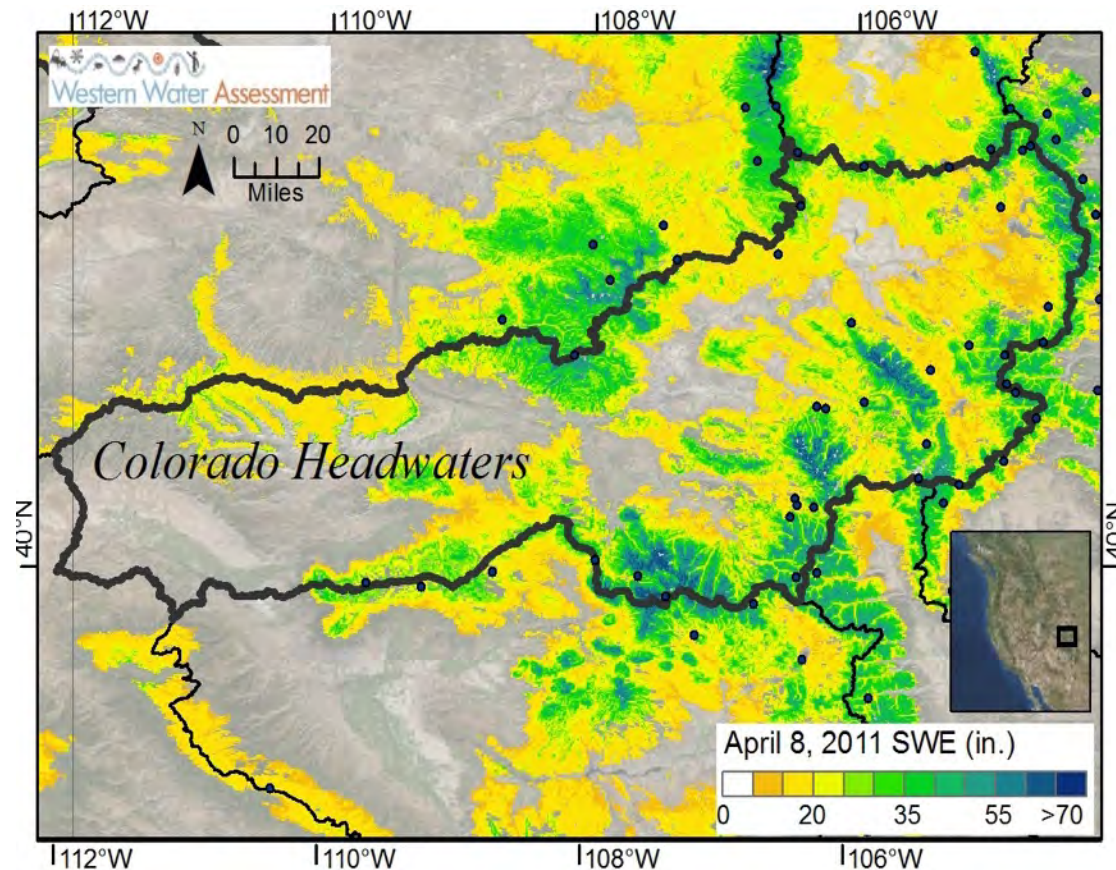 112°W 110°W 108°W 106°W
Western Water Assessment
N
0 10 20
Miles
Colorado Headwaters
40°N 40°N
April 8, 2011 SWE (in.)
0 20 35 55 >70
112°W 110°W 108°W 106°W